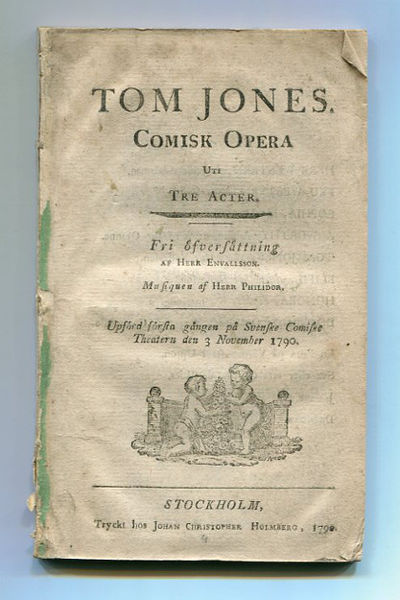 TOM JONES.
COMISK OPERA
UTI
TRE ACTER.
Fri öfversåttning
AF HERR ENVALLSSON.
Musiquen af HERR PHILIDOR.
Upförd första gången på Svenske Comiske
Theatern den 3 November 1790.
STOCKHOLM,
Tryckt hos JOHAN CHRISTOPHER HOLMBERG, 1790.